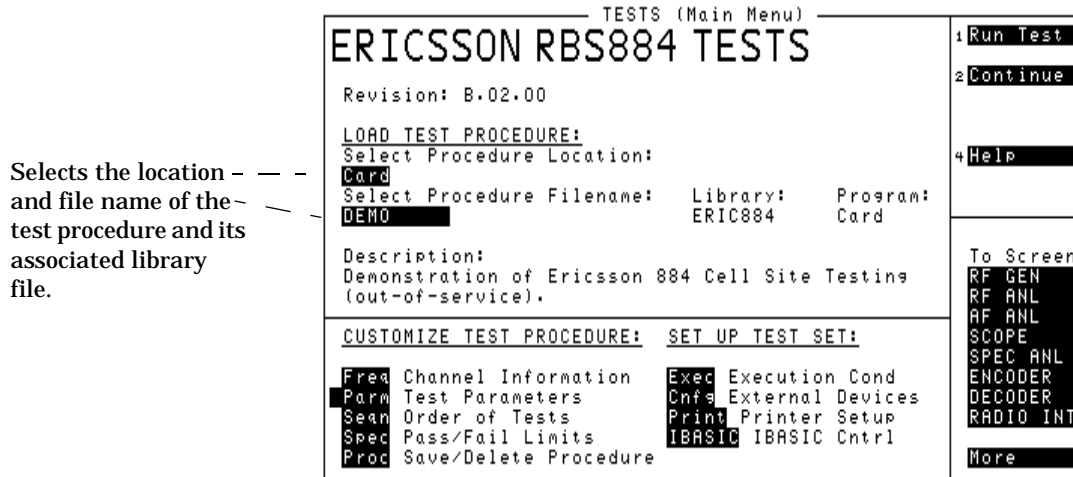 Selects the location
and file name of the
test procedure and its
associated library
file.
TESTS (Main Menu)
ERICSSON RBS884 TESTS
Revision: B.02.00
LOAD TEST PROCEDURE:
Select Procedure Location:
Card
Select Procedure Filename: Library: Program:
DEMO ERIC884 Card
Description:
Demonstration of Ericsson 884 Cell Site Testing
(out-of-service).
CUSTOMIZE TEST PROCEDURE: SET UP TEST SET:
Freq Channel Information Exec Execution Cond
Parm Test Parameters Cnfg External Devices
Seqn Order of Tests Print Printer Setup
Spec Pass/Fail Limits IBASIC IBASIC Cntrl
Proc Save/Delete Procedure
1 Run Test
2 Continue
4 Help
To Screen
RF GEN
RF ANL
AF ANL
SCOPE
SPEC ANL
ENCODER
DECODER
RADIO INT
More